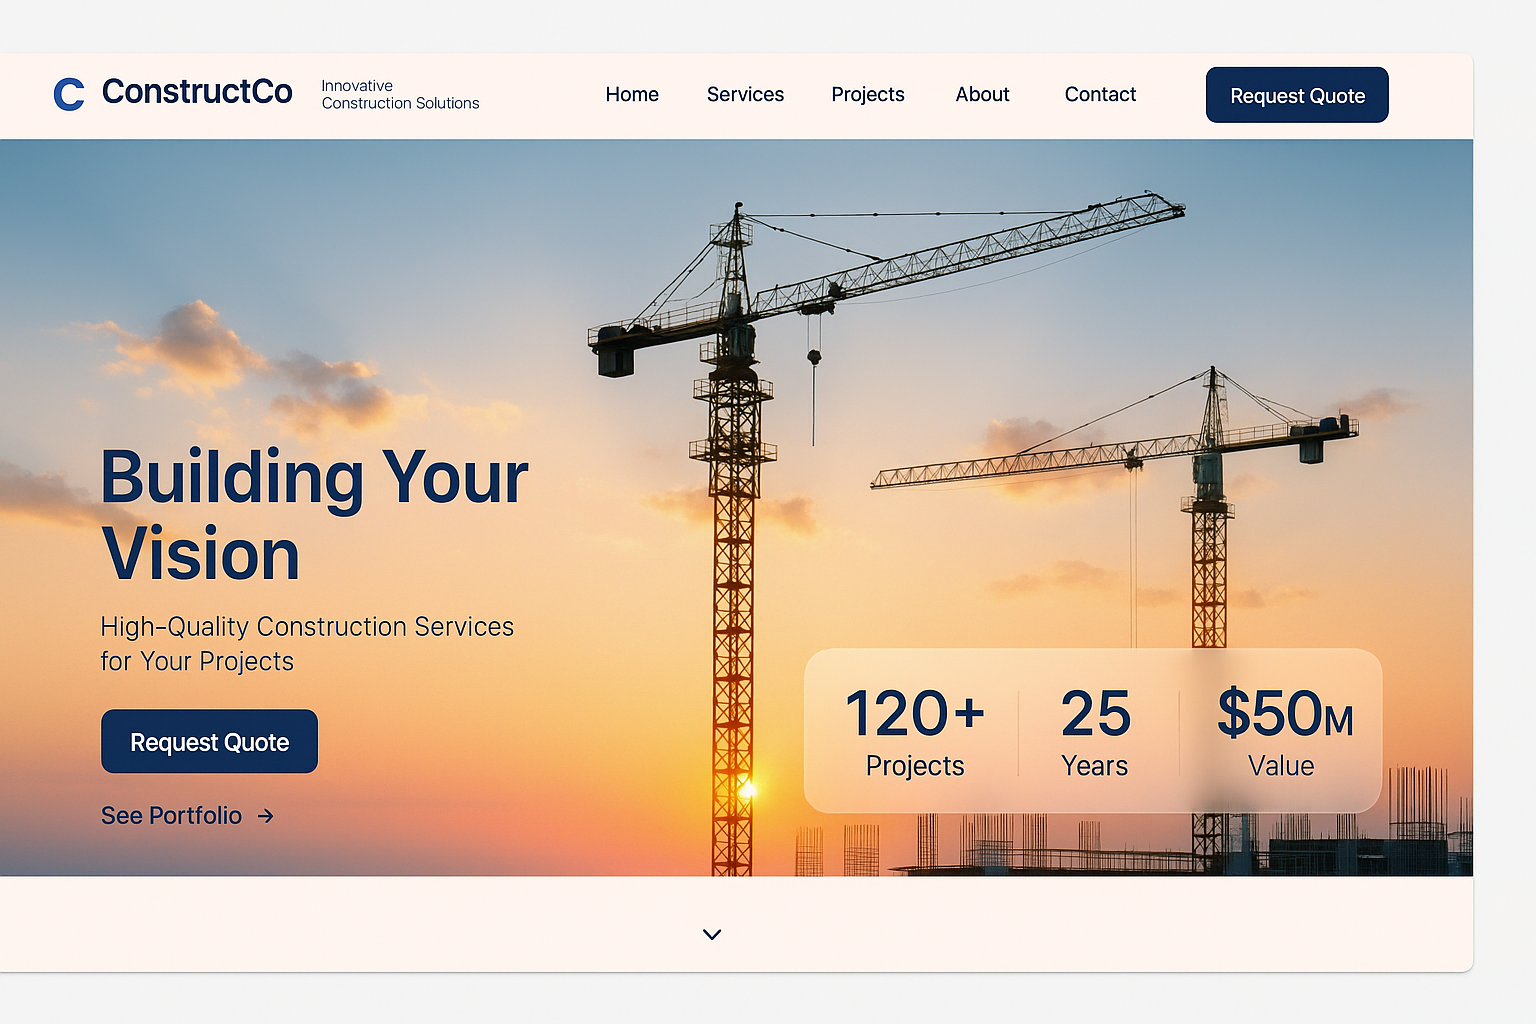 C ConstructCo
Innovative
Construction Solutions
Home
Services
Projects
About
Contact
Request Quote
Building Your
Vision
High-Quality Construction Services
for Your Projects
Request Quote
See Portfolio →
120+
Projects
25
Years
$50M
Value